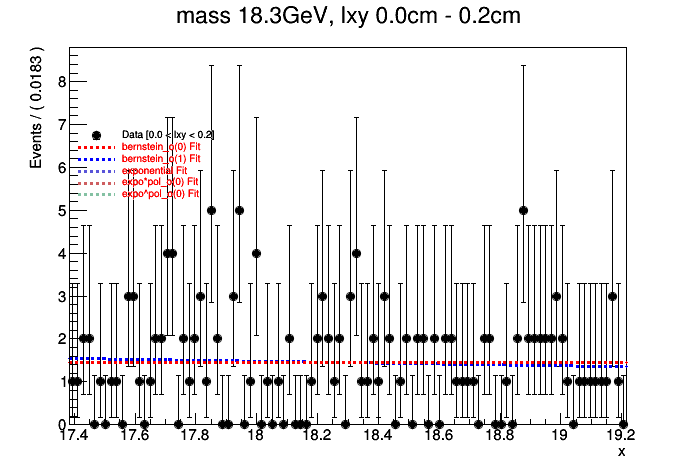 mass 18.3GeV, lxy 0.0cm - 0.2cm
Events / ( 0.0183 )
8
7
6
5
4
3
2
1
0
Data [0.0 < lxy < 0.2]
bernstein_o(0) Fit
bernstein_o(1) Fit
exponential Fit
expo*pol_o(0) Fit
expo^pol_o(0) Fit
17.4 17.6 17.8 18 18.2 18.4 18.6 18.8 19 19.2
x